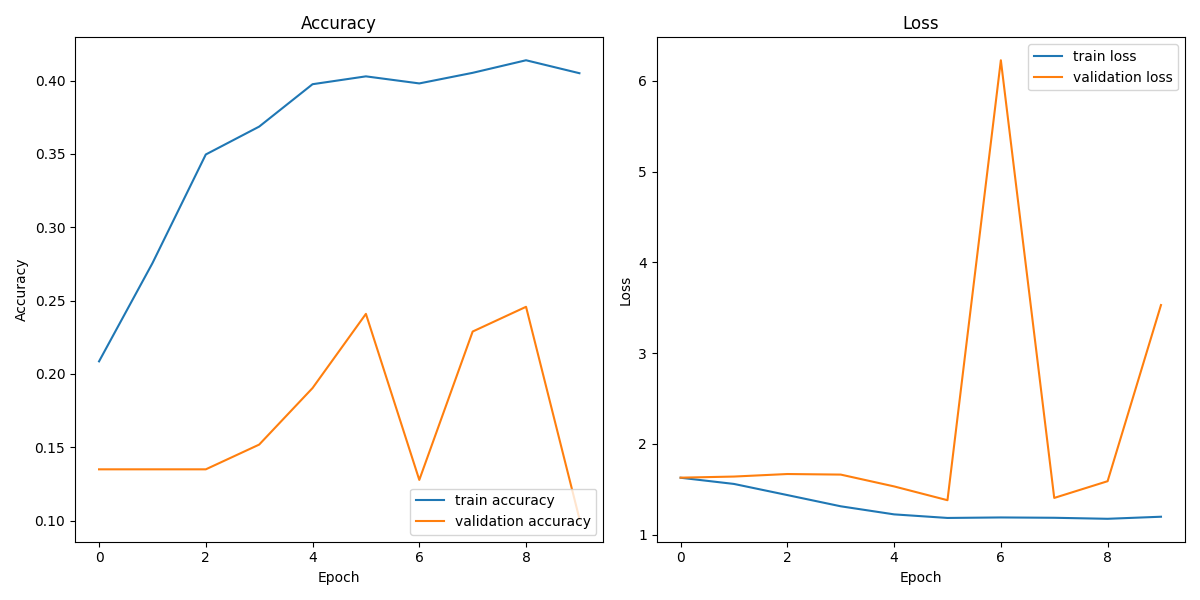 Accuracy
Accuracy
0.40
0.35
0.30
0.25
0.20
0.15
0.10
0 2 4 6 8
Epoch
train accuracy
validation accuracy
Loss
Loss
6
5
4
3
2
1
0 2 4 6 8
Epoch
train loss
validation loss